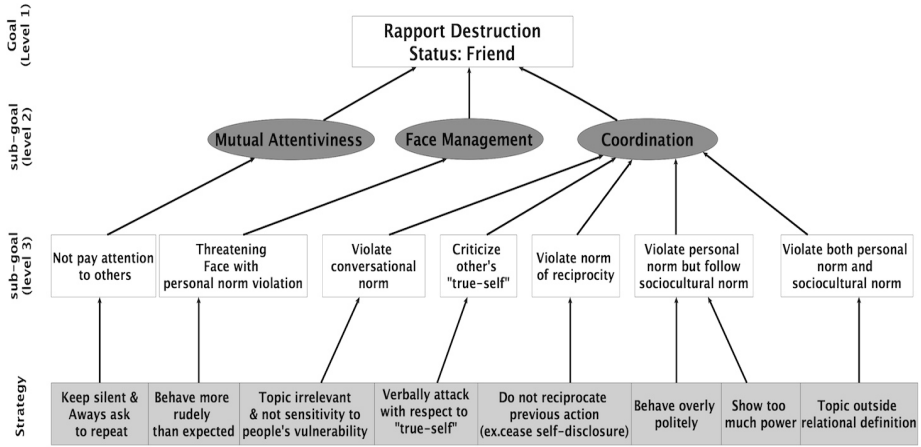 Goal
(Level 1)
Rapport Destruction
Status: Friend
sub-goal
(level 2)
Mutual Attentiviness
Face Management
Coordination
sub-goal
(level 3)
Not pay attention
to others
Threatening
Face with
personal norm violation
Violate
conversational
norm
Criticize
other's
"true-self"
Violate norm
of reciprocity
Violate personal
norm but follow
sociocultural norm
Violate both personal
norm and
sociocultural norm
Strategy
Keep silent &
Aways ask
to repeat
Behave more
rudely
than expected
Topic irrelevant
& not sensitivity to
people's vulnerability
Verbally attack
with respect to
"true-self"
Do not reciprocate
previous action
(ex.cease self-disclosure)
Behave overly
politely
Show too
much power
Topic outside
relational definition